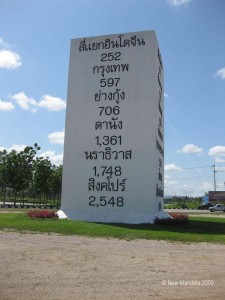 สี่แยกอินโดจีน
252
กรุงเทพ
597
ย่างกุ้ง
706
ดานัง
1,361
นราธิวาส
1,748
สิงคโปร์
2,548
© New Mandala 2009